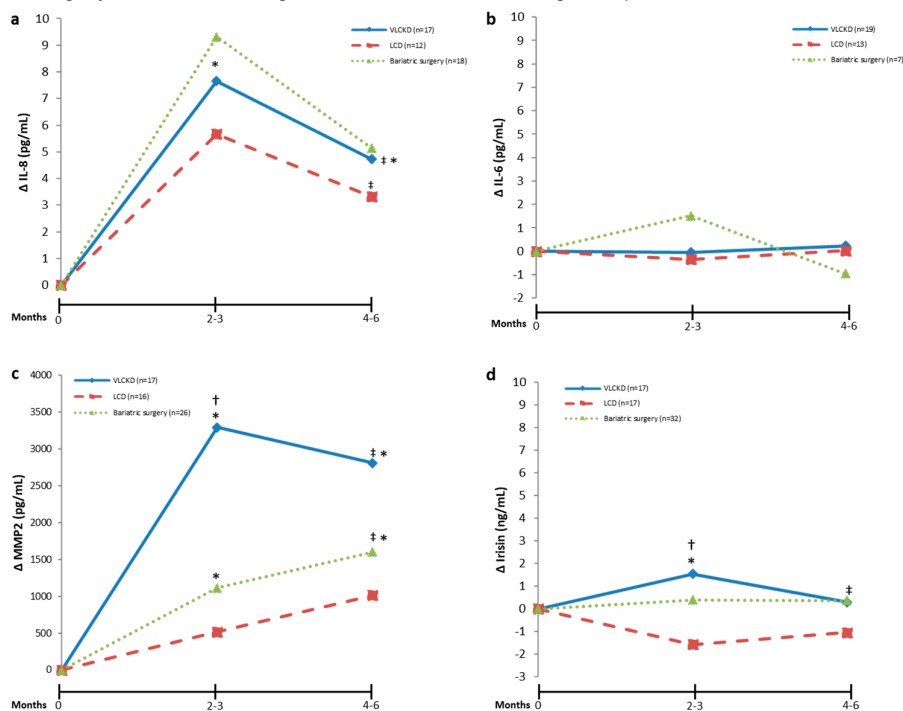 a
Δ IL-8 (pg/mL)
10
9
8
7
6
5
4
3
2
1
0
VLCKD (n=17)
LCD (n=12)
Bariatric surgery (n=18)
*
‡ *
‡
Months
0
2-3
4-6
b
Δ IL-6 (pg/mL)
10
9
8
7
6
5
4
3
2
1
0
-1
-2
VLCKD (n=19)
LCD (n=13)
Bariatric surgery (n=7)
Months
0
2-3
4-6
c
Δ MMP2 (pg/mL)
4000
3500
3000
2500
2000
1500
1000
500
0
VLCKD (n=17)
LCD (n=16)
Bariatric surgery (n=26)
†
*
‡ *
‡ *
*
Months
0
2-3
4-6
d
Δ Irisin (ng/mL)
10
9
8
7
6
5
4
3
2
1
0
-1
-2
-3
VLCKD (n=17)
LCD (n=17)
Bariatric surgery (n=32)
†
*
‡
Months
0
2-3
4-6